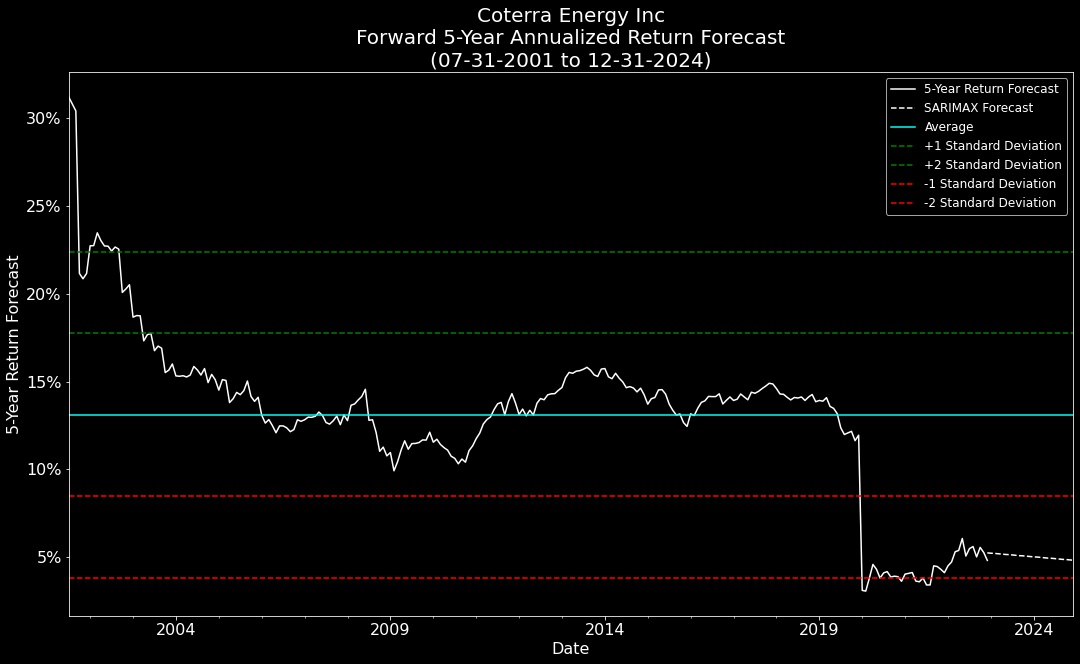 Coterra Energy Inc
Forward 5-Year Annualized Return Forecast
(07-31-2001 to 12-31-2024)
5-Year Return Forecast
SARIMAX Forecast
Average
+1 Standard Deviation
+2 Standard Deviation
-1 Standard Deviation
-2 Standard Deviation
30%
25%
20%
15%
10%
5%
5-Year Return Forecast
2004
2009
2014
2019
2024
Date